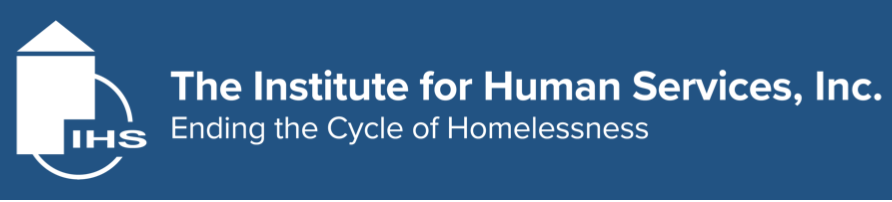 IHS
The Institute for Human Services, Inc.
Ending the Cycle of Homelessness